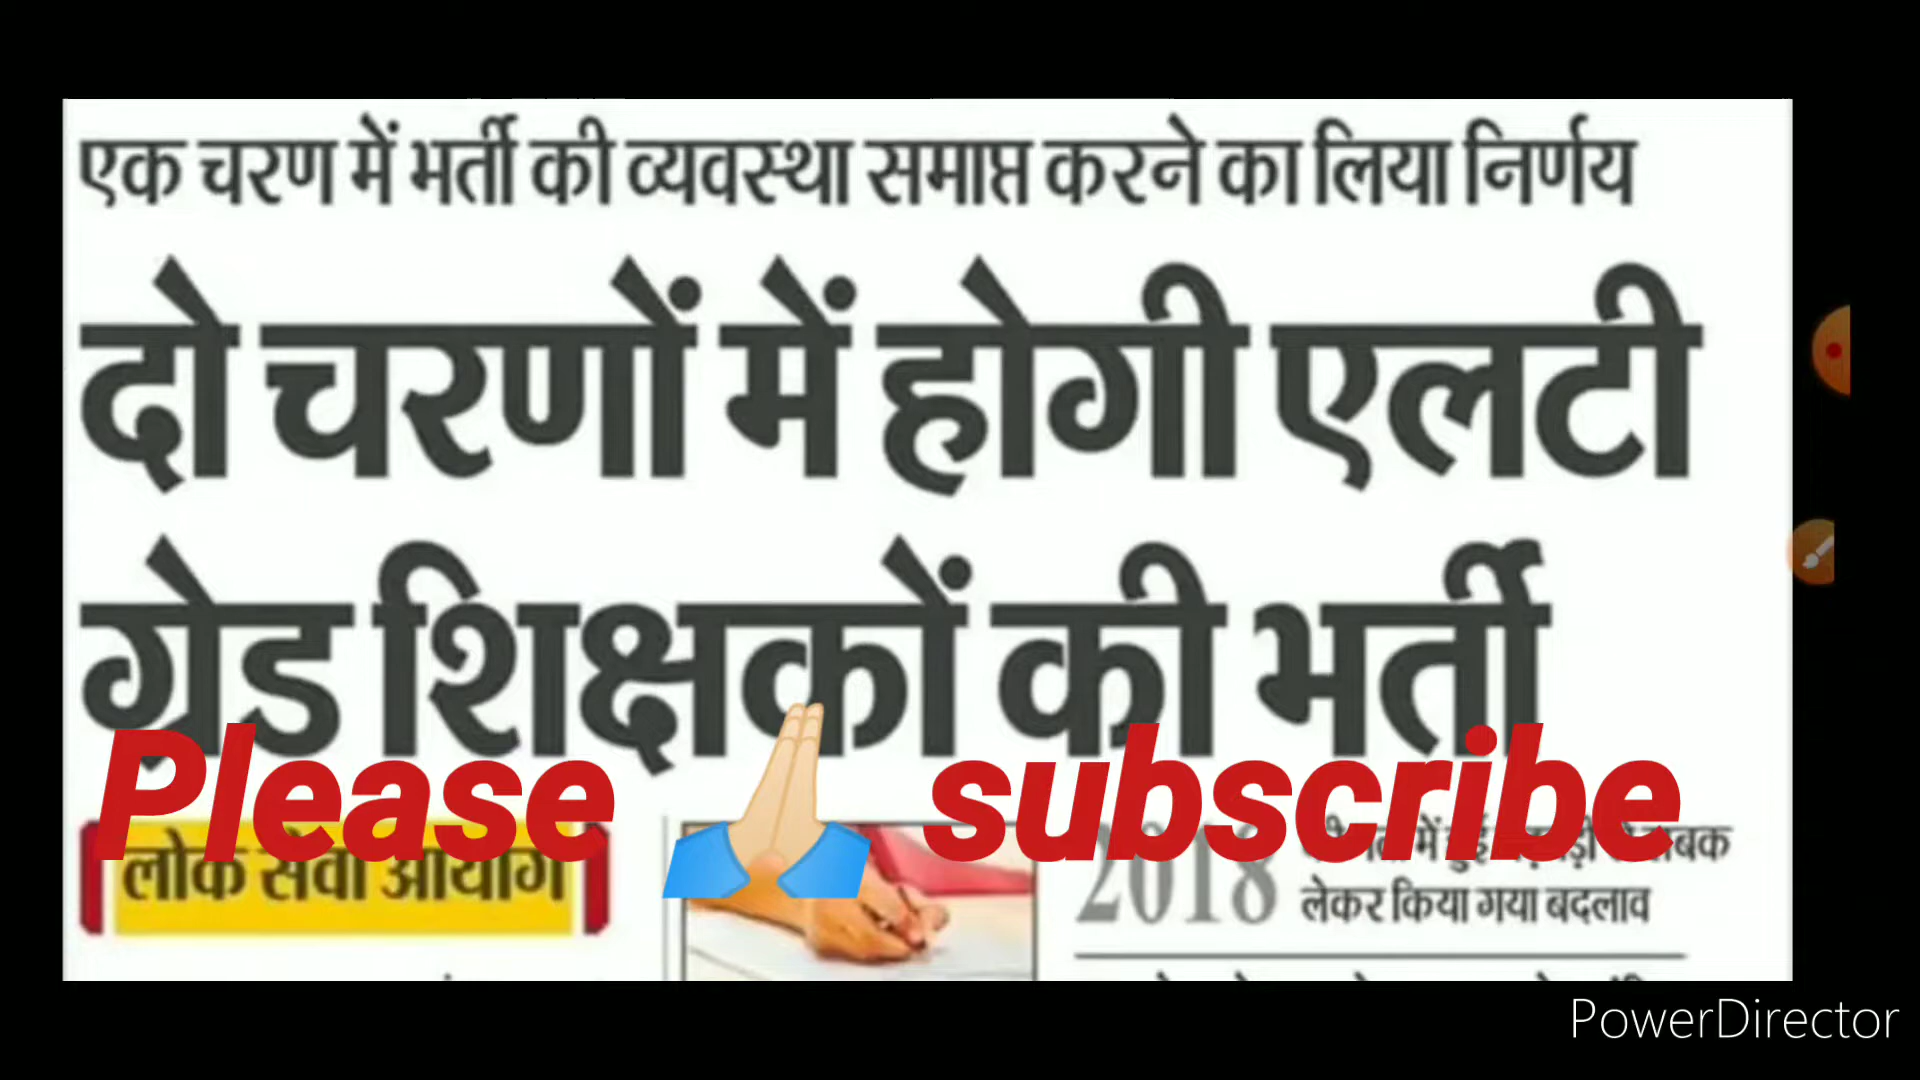 एक चरण में भर्ती की व्यवस्था समाप्त करने का लिया निर्णय
दो चरणों में होगी एलटी
ग्रेड शिक्षकों की भर्ती
Please 🙏 subscribe
लोक सेवा आयोग
2018 में हुई
लेकर किया गया बदलाव
PowerDirector